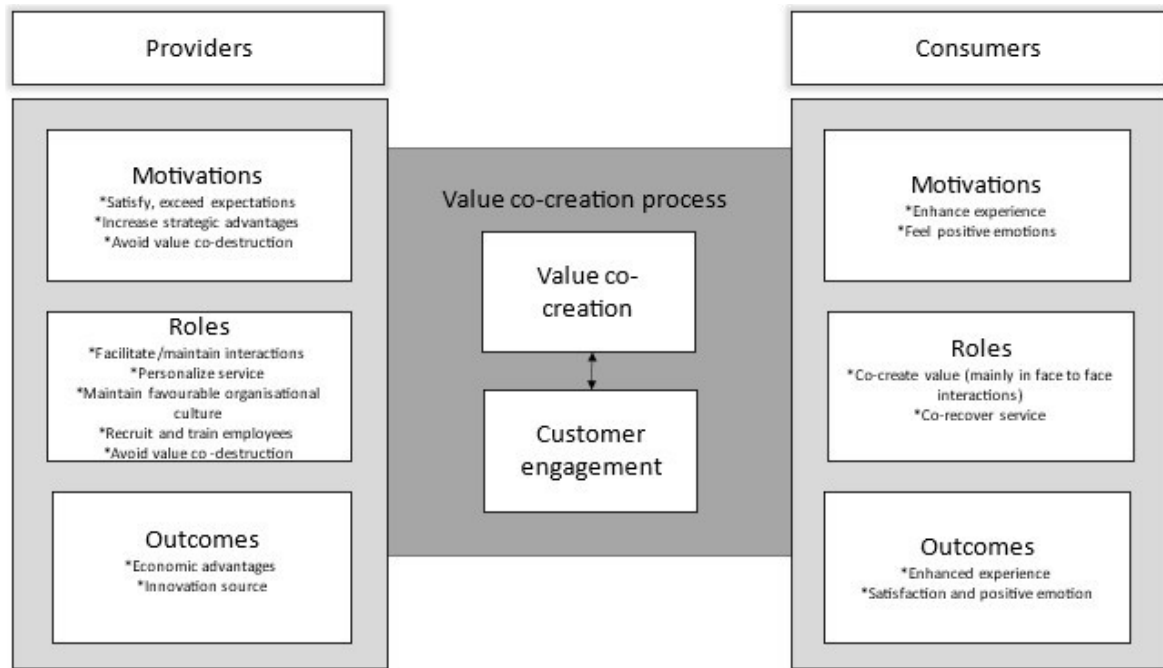 Providers
Motivations
*Satisfy, exceed expectations
*Increase strategic advantages
*Avoid value co-destruction
Roles
*Facilitate/maintain interactions
*Personalize service
*Maintain favourable organisational
culture
*Recruit and train employees
*Avoid value co -destruction
Outcomes
*Economic advantages
*Innovation source
Value co-creation process
Value co-
creation
Customer
engagement
Consumers
Motivations
*Enhance experience
*Feel positive emotions
Roles
*Co-create value (mainly in face to face
interactions)
*Co-recover service
Outcomes
*Enhanced experience
*Satisfaction and positive emotion